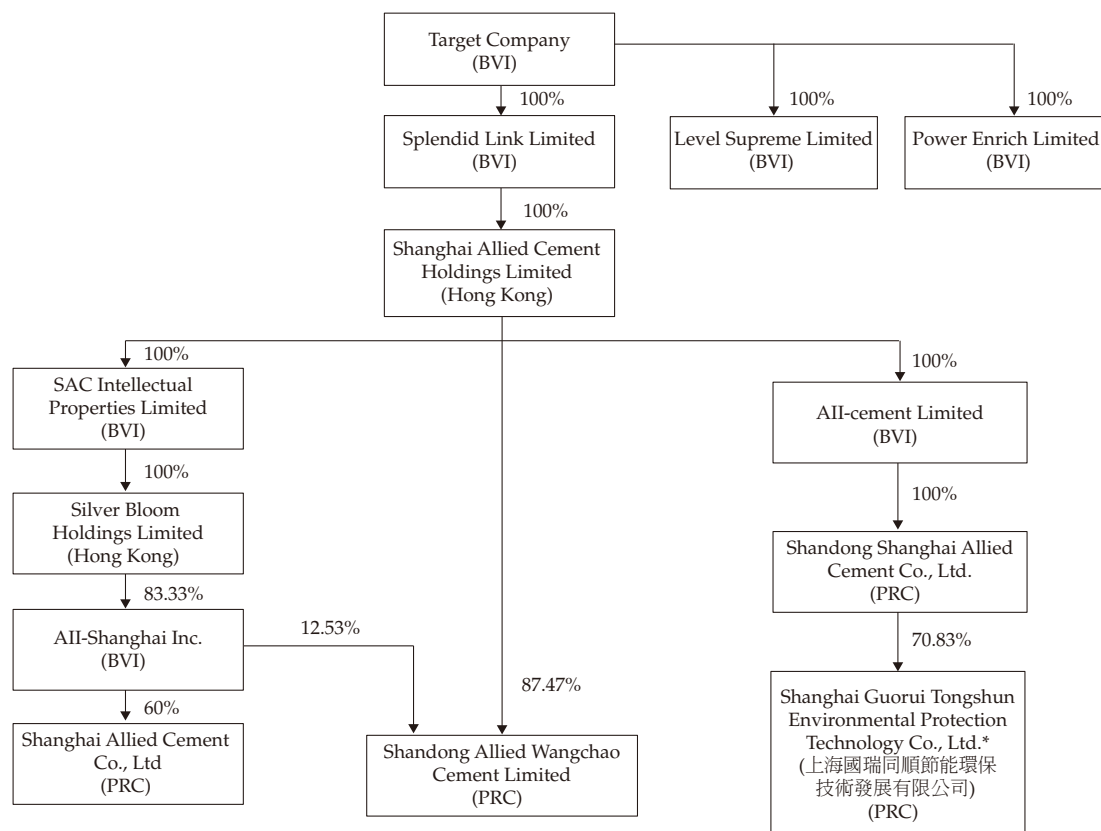 Target Company
(BVI)
100%
100%
100%
Splendid Link Limited
(BVI)
Level Supreme Limited
(BVI)
Power Enrich Limited
(BVI)
100%
Shanghai Allied Cement
Holdings Limited
(Hong Kong)
100%
100%
SAC Intellectual
Properties Limited
(BVI)
AII-cement Limited
(BVI)
100%
100%
Silver Bloom
Holdings Limited
(Hong Kong)
Shandong Shanghai Allied
Cement Co., Ltd.
(PRC)
83.33%
70.83%
AII-Shanghai Inc.
(BVI)
12.53%
87.47%
60%
Shanghai Allied Cement
Co., Ltd
(PRC)
Shandong Allied Wangchao
Cement Limited
(PRC)
Shanghai Guorui Tongshun
Environmental Protection
Technology Co., Ltd.*
(上海國瑞同順節能環保
技術發展有限公司)
(PRC)